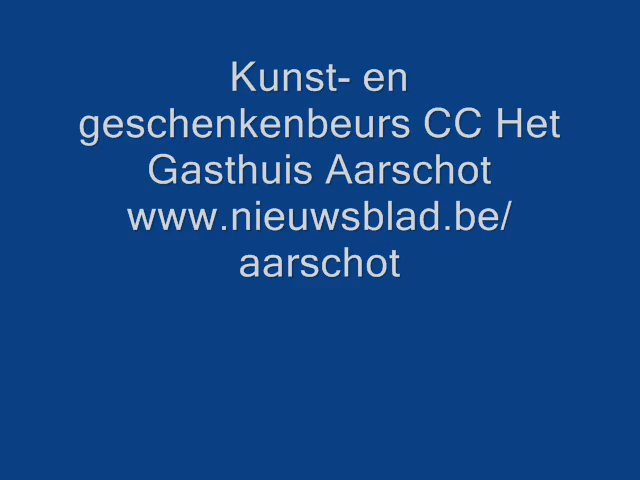 Kunst- en
geschenkenbeurs CC Het
Gasthuis Aarschot
www.nieuwsblad.be/
aarschot